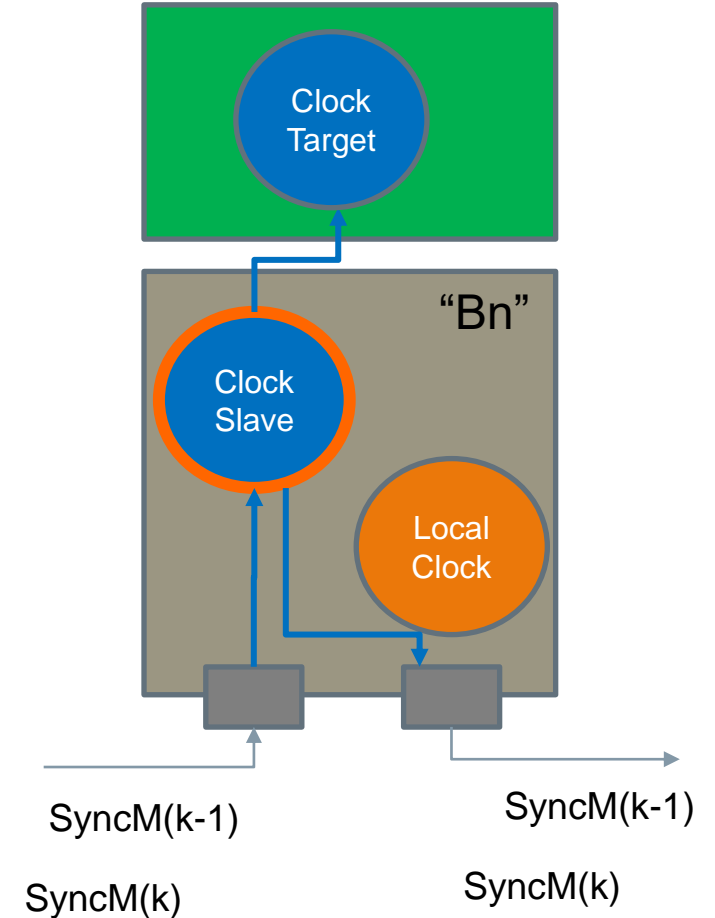 Clock
Target
“Bn”
Clock
Slave
Local
Clock
SyncM(k-1)
SyncM(k-1)
SyncM(k)
SyncM(k)